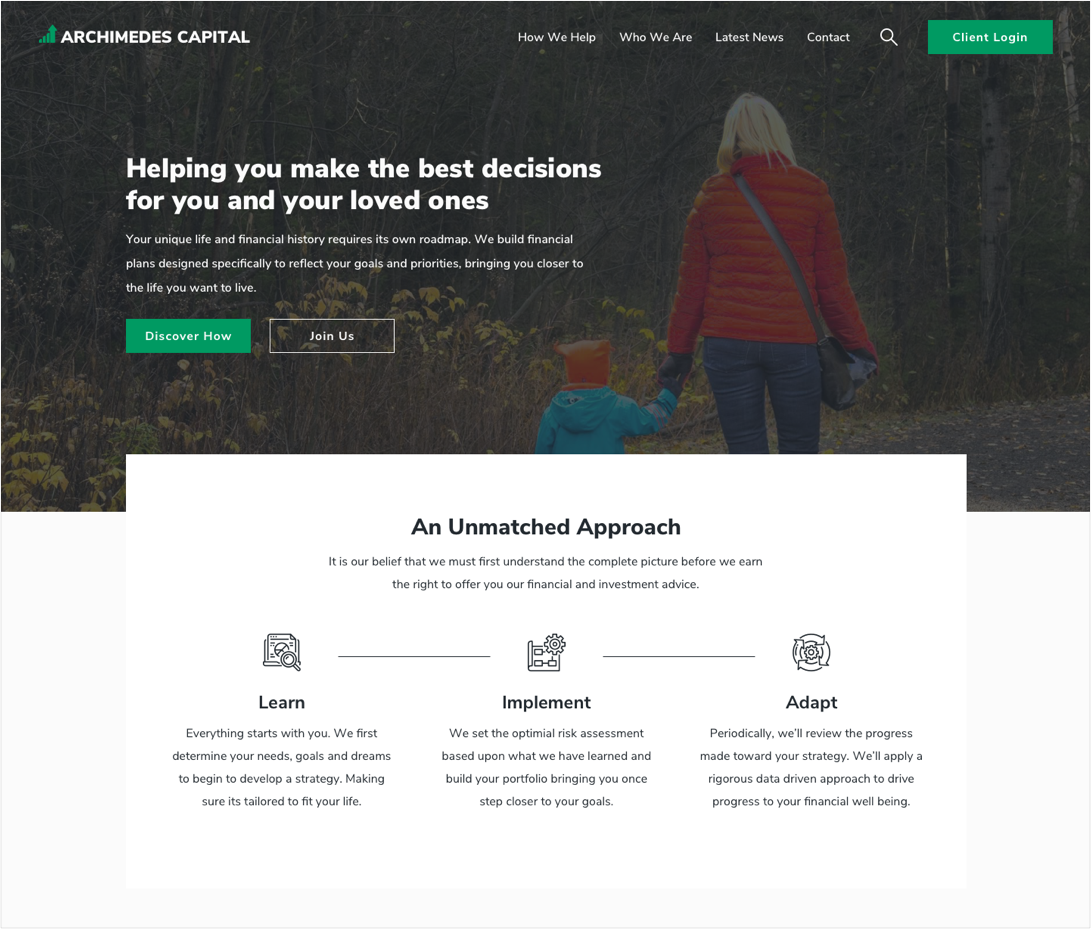 ARCHIMEDES CAPITAL
How We Help
Who We Are
Latest News
Contact
Client Login
Helping you make the best decisions
for you and your loved ones
Your unique life and financial history requires its own roadmap. We build financial
plans designed specifically to reflect your goals and priorities, bringing you closer to
the life you want to live.
Discover How
Join Us
An Unmatched Approach
It is our belief that we must first understand the complete picture before we earn
the right to offer you our financial and investment advice.
Learn
Everything starts with you. We first
determine your needs, goals and dreams
to begin to develop a strategy. Making
sure its tailored to fit your life.
Implement
We set the optimial risk assessment
based upon what we have learned and
build your portfolio bringing you once
step closer to your goals.
Adapt
Periodically, we’ll review the progress
made toward your strategy. We’ll apply a
rigorous data driven approach to drive
progress to your financial well being.